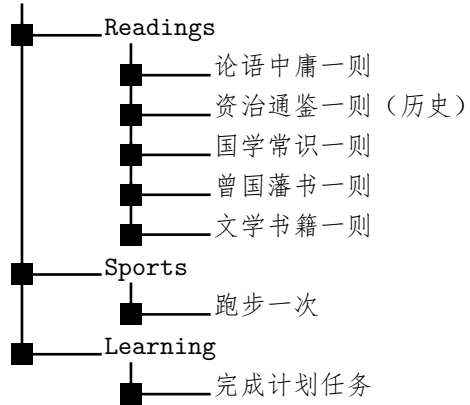 Readings
论语中庸一则
资治通鉴一则（历史）
国学常识一则
曾国藩书一则
文学书籍一则
Sports
跑步一次
Learning
完成计划任务